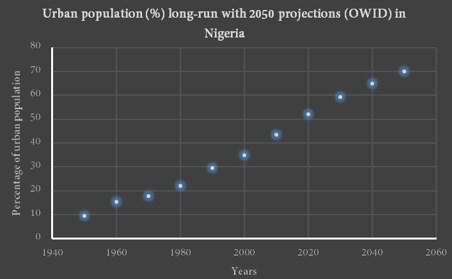 Urban population (%) long-run with 2050 projections (OWID) in
Nigeria
80
70
60
50
40
30
20
10
0
Percentage of urban population
1940 1960 1980 2000 2020 2040 2060
Years